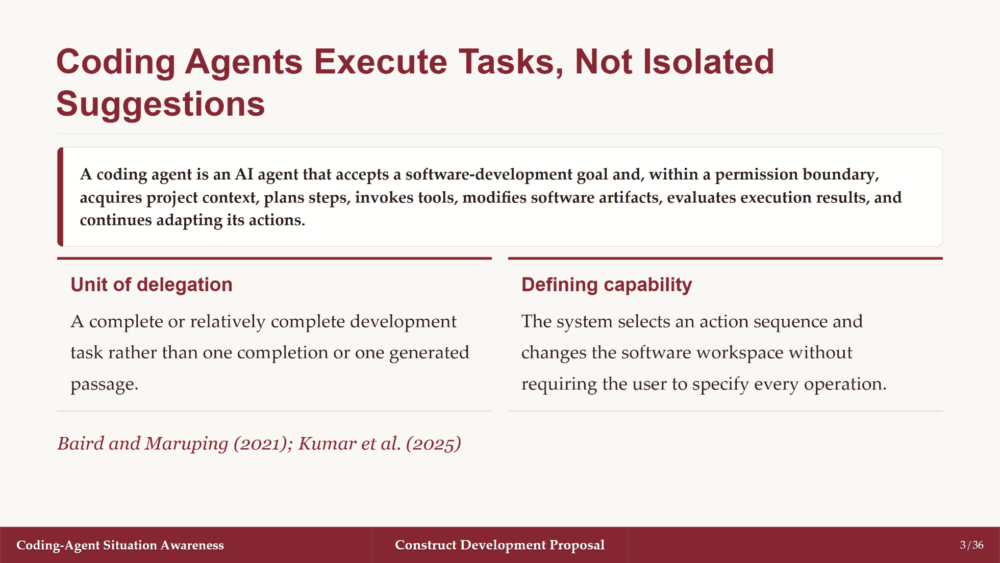 Coding Agents Execute Tasks, Not Isolated
Suggestions
A coding agent is an AI agent that accepts a software-development goal and, within a permission boundary,
acquires project context, plans steps, invokes tools, modifies software artifacts, evaluates execution results, and
continues adapting its actions.
Unit of delegation
A complete or relatively complete development
task rather than one completion or one generated
passage.
Defining capability
The system selects an action sequence and
changes the software workspace without
requiring the user to specify every operation.
Baird and Maruping (2021); Kumar et al. (2025)
Coding-Agent Situation Awareness
Construct Development Proposal
3/36